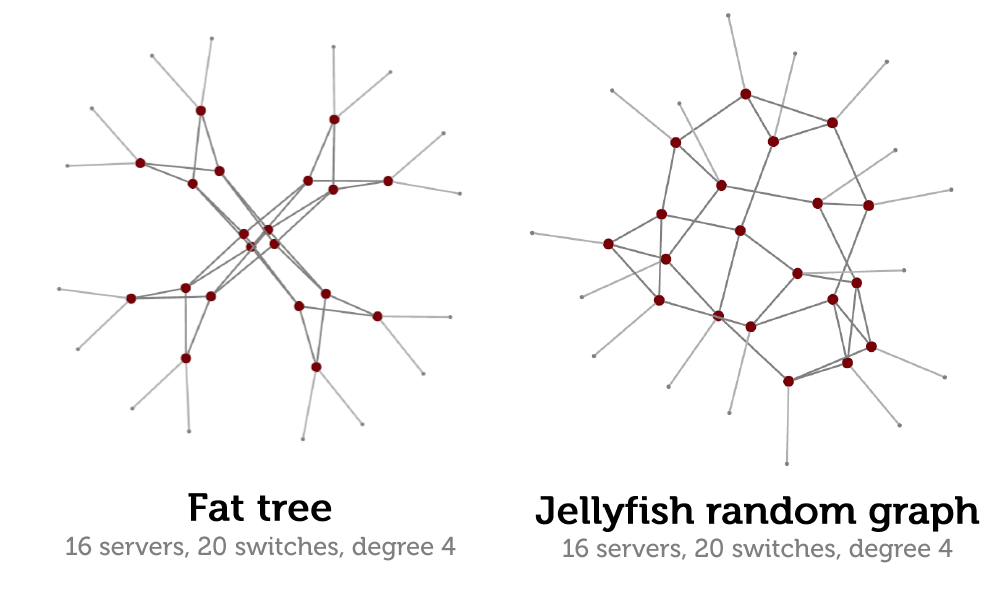 Fat tree
16 servers, 20 switches, degree 4
Jellyfish random graph
16 servers, 20 switches, degree 4